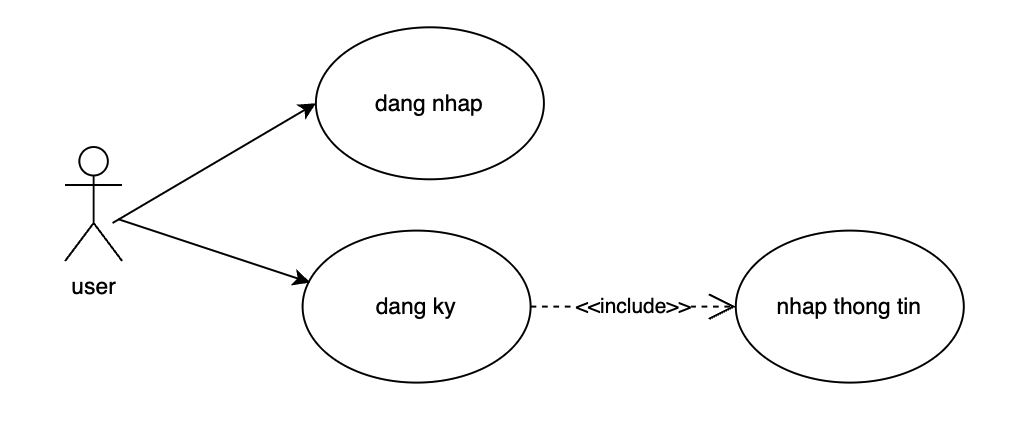 dang nhap
user
dang ky
<<include>>
nhap thong tin